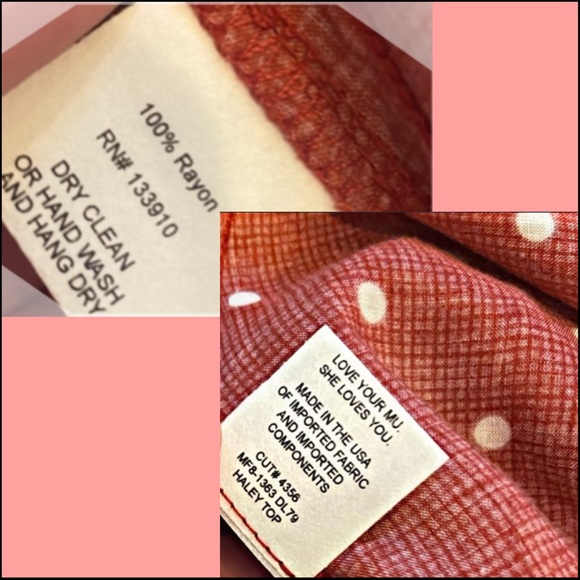 100% Rayon
RN# 133910
DRY CLEAN
OR HAND WASH
AND HANG DRY
LOVE YOUR MU.
SHE LOVES YOU.
MADE IN THE USA
OF IMPORTED FABRIC
AND IMPORTED
COMPONENTS
CUT# 4356
MF8-1363 DL79
HALEY TOP